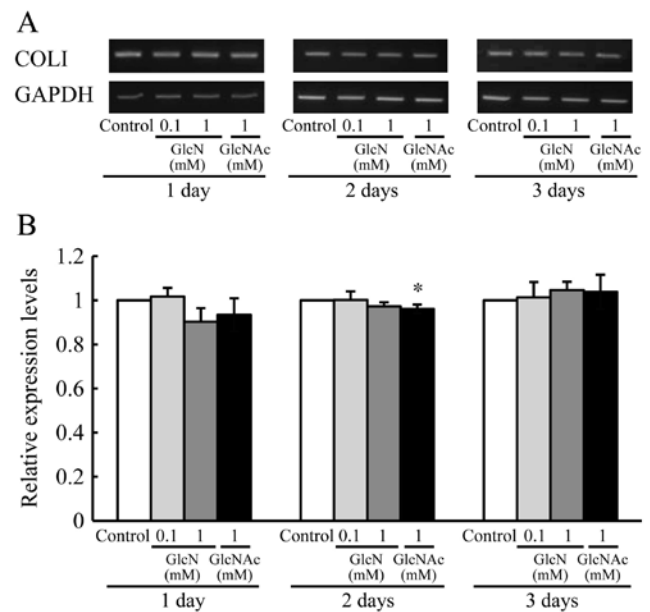 A
COLI
GAPDH
Control 0.1 1 1 Control 0.1 1 1 Control 0.1 1 1
GlcN GlcNAc GlcN GlcNAc GlcN GlcNAc
(mM) (mM) (mM) (mM) (mM) (mM)
1 day 2 days 3 days
B
Relative expression levels
1.2
1
0.8
0.6
0.4
0.2
0
*
Control 0.1 1 1 Control 0.1 1 1 Control 0.1 1 1
GlcN GlcNAc GlcN GlcNAc GlcN GlcNAc
(mM) (mM) (mM) (mM) (mM) (mM)
1 day 2 days 3 days